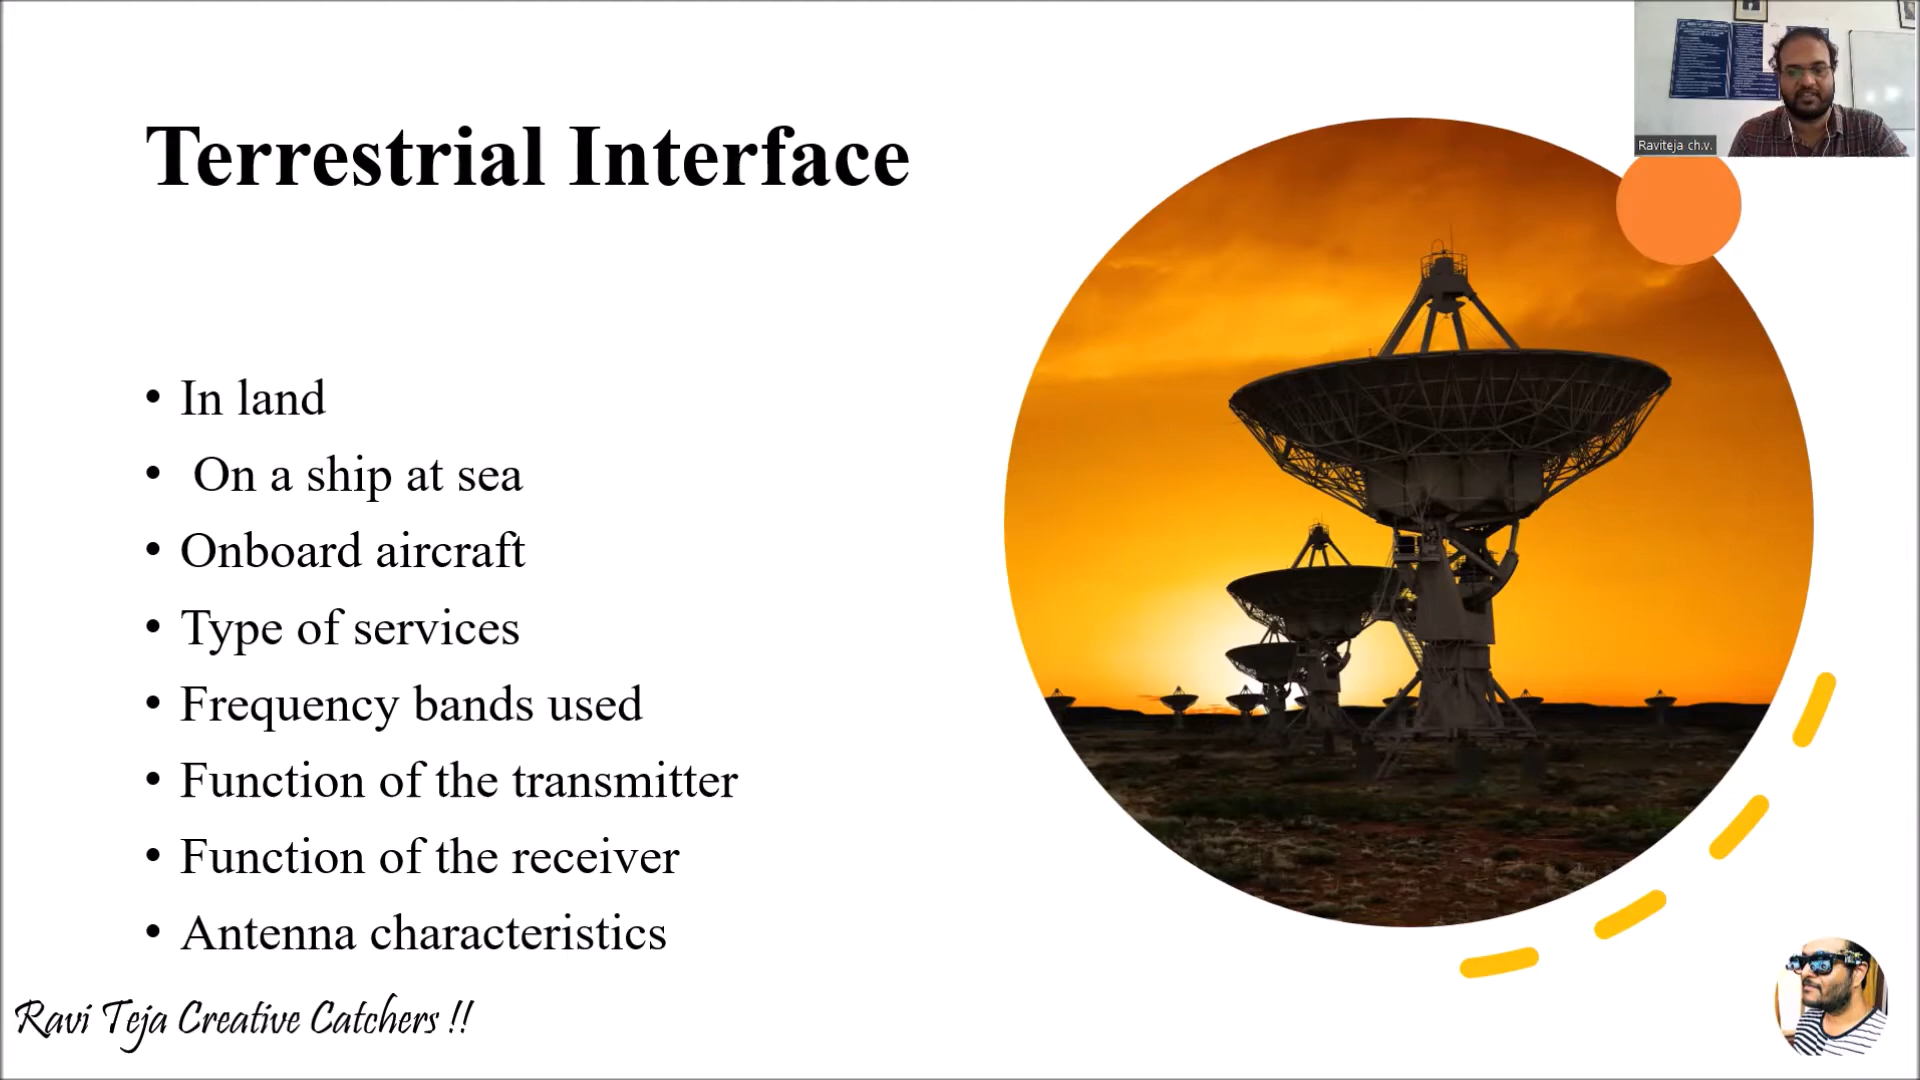 Terrestrial Interface
Raviteja ch.v.
• In land
• On a ship at sea
• Onboard aircraft
• Type of services
• Frequency bands used
• Function of the transmitter
• Function of the receiver
• Antenna characteristics
Ravi Teja Creative Catchers !!